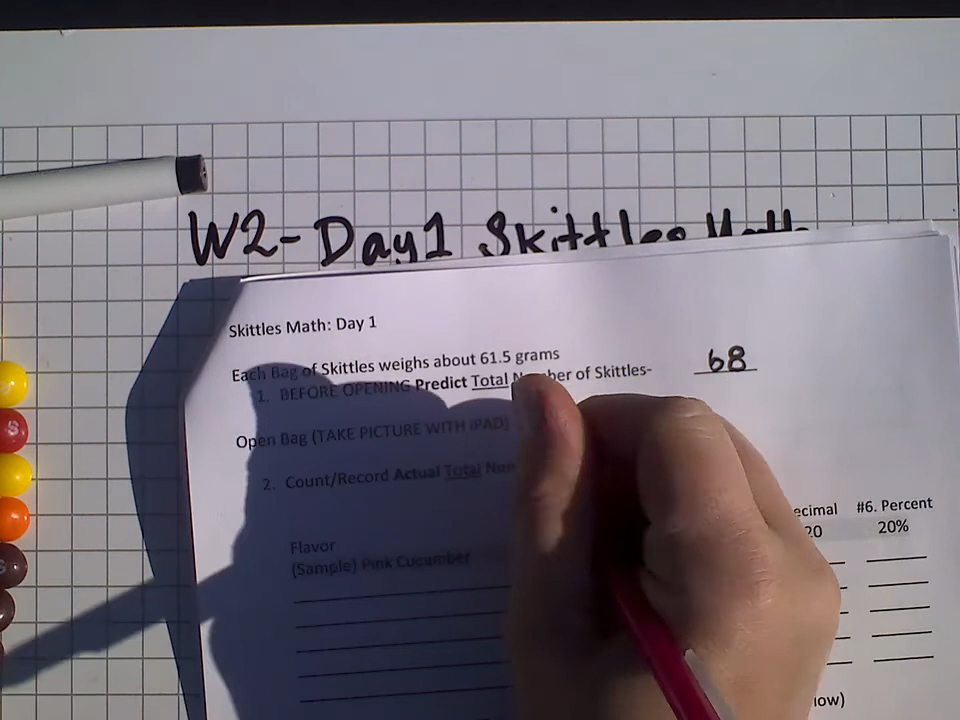 W2-Day1 Skittles Math
Skittles Math: Day 1
Each Bag of Skittles weighs about 61.5 grams
1. BEFORE OPENING Predict Total Number of Skittles- 68
Open Bag (TAKE PICTURE WITH iPAD)
2. Count/Record Actual Total
#6. Percent
20%
Flavor
(Sample) Pink Cucumber
S
S